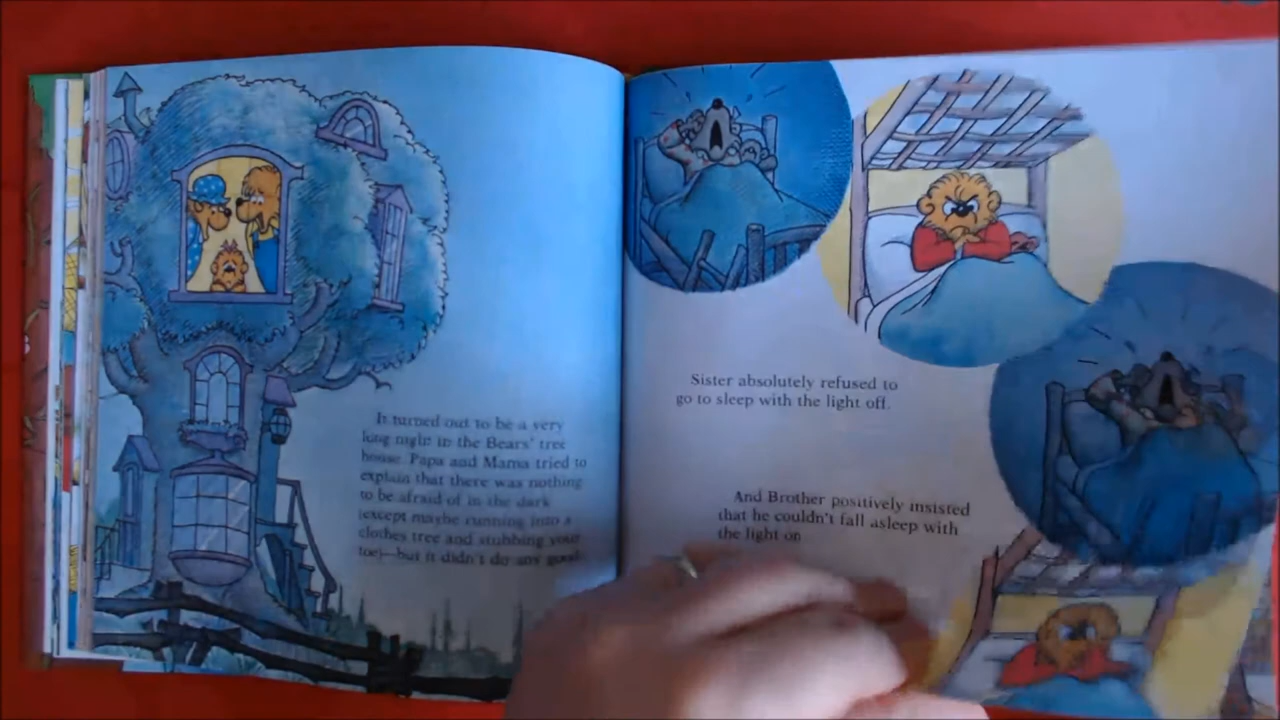 It turned out to be a very
long night in the Bears' tree
house. Papa and Mama tried to
explain that there was nothing
to be afraid of in the dark
(except maybe running into a
clothes tree and stubbing your
toe)—but it didn't do any good.
Sister absolutely refused to
go to sleep with the light off.
And Brother positively insisted
that he couldn't fall asleep with
the light on